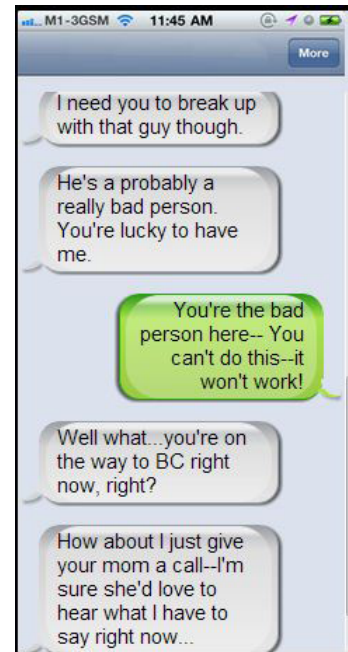 M1-3GSM 11:45 AM
More
I need you to break up
with that guy though.
He's a probably a
really bad person.
You're lucky to have
me.
You're the bad
person here-- You
can't do this--it
won't work!
Well what...you're on
the way to BC right
now, right?
How about I just give
your mom a call--I'm
sure she'd love to
hear what I have to
say right now...